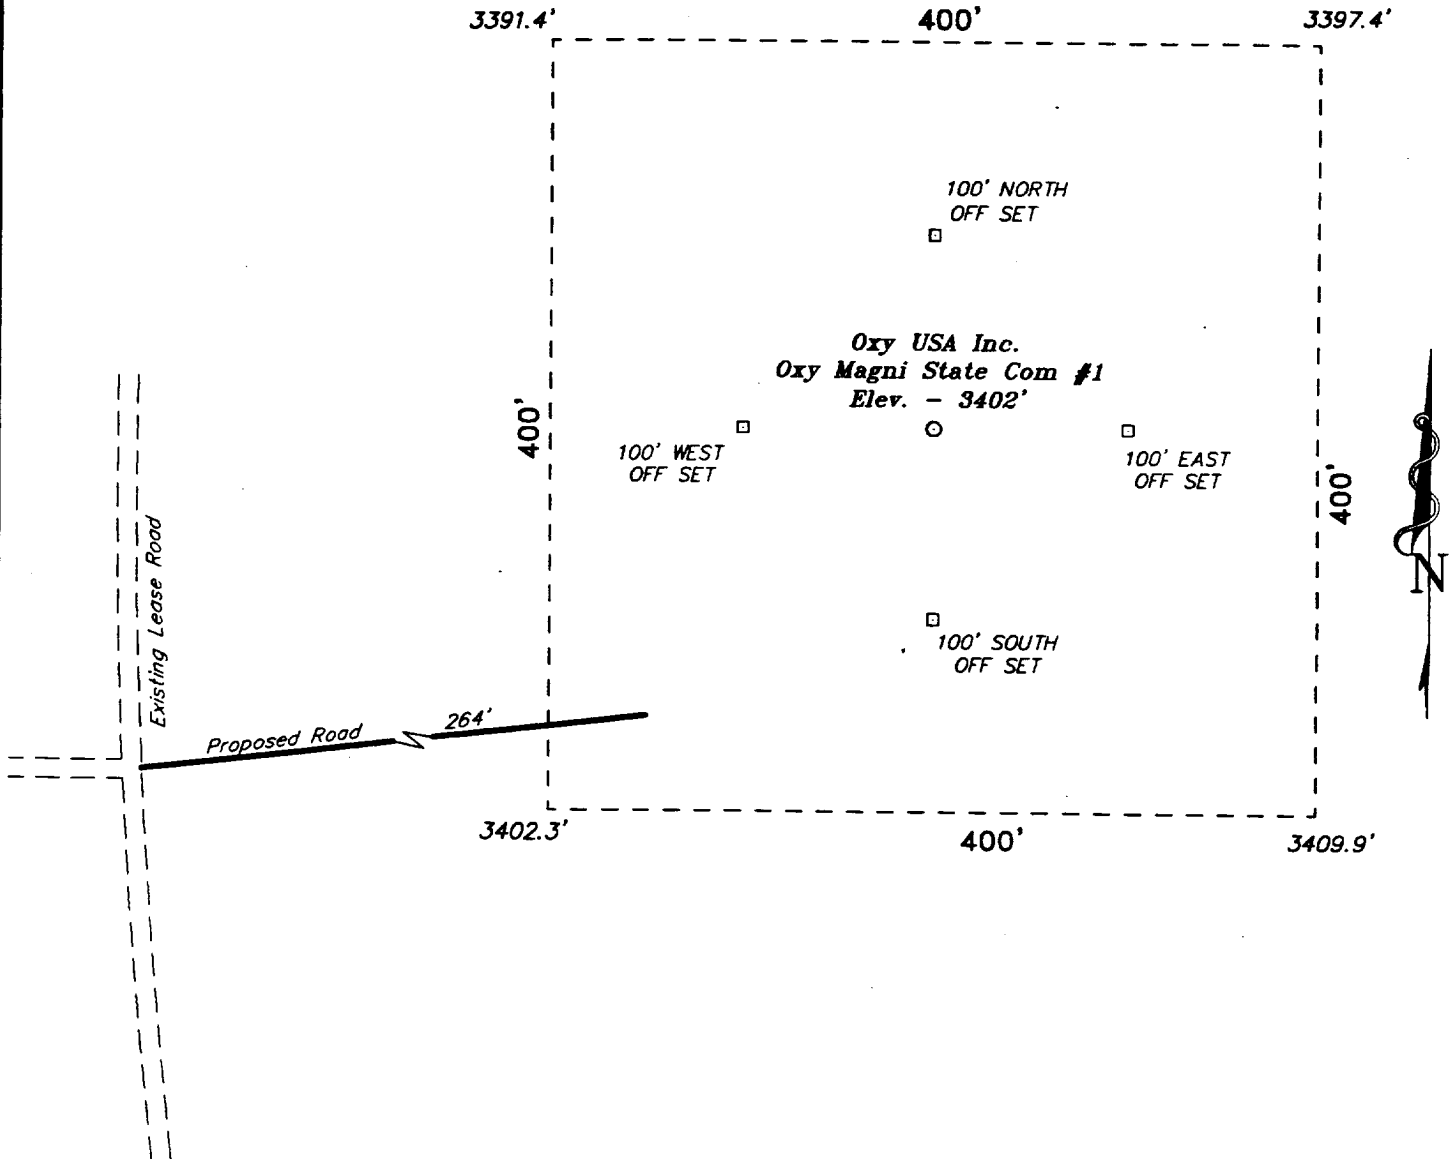 3391.4'
400'
3397.4'
100' NORTH
OFF SET
Oxy USA Inc.
Oxy Magni State Com #1
Elev. - 3402'
400'
100' WEST
OFF SET
100' EAST
OFF SET
400'
N
Existing Lease Road
100' SOUTH
OFF SET
Proposed Road
264'
3402.3'
400'
3409.9'